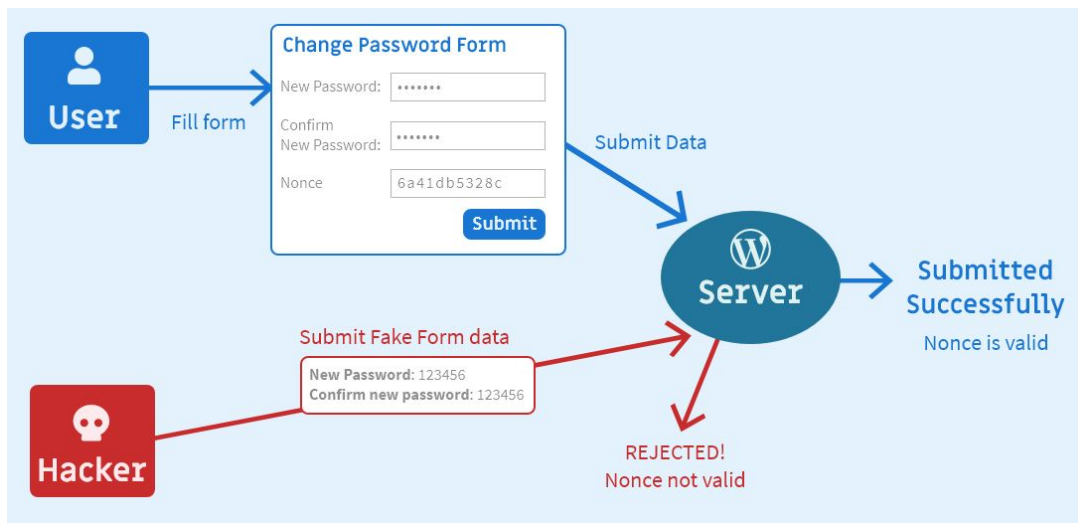 User
Fill form
Change Password Form
New Password: •••••••
Confirm
New Password: •••••••
Nonce 6a41db5328c
Submit
Submit Data
Server
Submitted
Successfully
Nonce is valid
Submit Fake Form data
New Password: 123456
Confirm new password: 123456
Hacker
REJECTED!
Nonce not valid